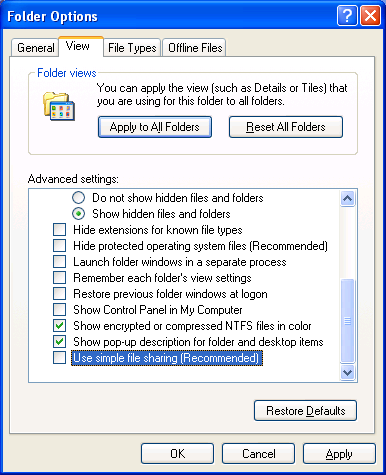 Folder Options
General
View
File Types
Offline Files
Folder views
You can apply the view (such as Details or Tiles) that
you are using for this folder to all folders.
Apply to All Folders
Reset All Folders
Advanced settings:
Do not show hidden files and folders
Show hidden files and folders
Hide extensions for known file types
Hide protected operating system files (Recommended)
Launch folder windows in a separate process
Remember each folder's view settings
Restore previous folder windows at logon
Show Control Panel in My Computer
Show encrypted or compressed NTFS files in color
Show pop-up description for folder and desktop items
Use simple file sharing (Recommended)
Restore Defaults
OK
Cancel
Apply